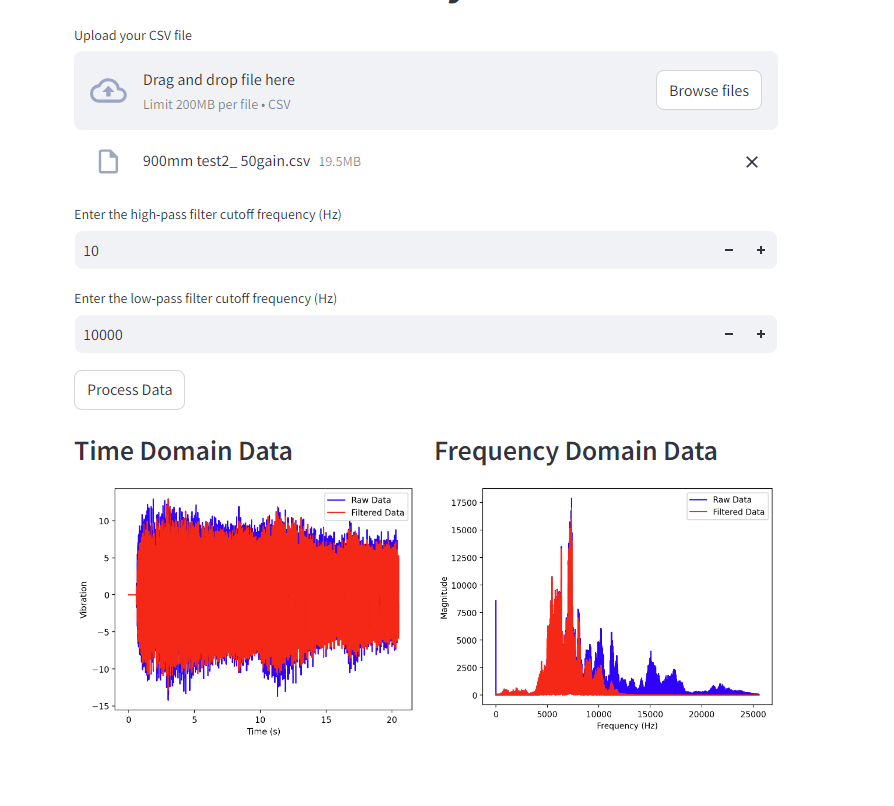 Upload your CSV file
Drag and drop file here
Limit 200MB per file • CSV
Browse files
900mm test2_ 50gain.csv 19.5MB
Enter the high-pass filter cutoff frequency (Hz)
10
Enter the low-pass filter cutoff frequency (Hz)
10000
Process Data
Time Domain Data
Raw Data
Filtered Data
10
5
0
−5
−10
−15
Vibration
0 5 10 15 20
Time (s)
Frequency Domain Data
Raw Data
Filtered Data
17500
15000
12500
10000
7500
5000
2500
0
Magnitude
0 5000 10000 15000 20000 25000
Frequency (Hz)